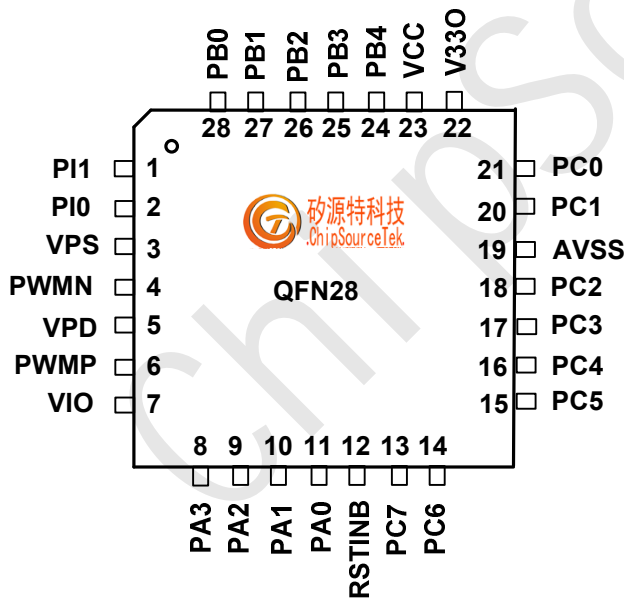 PB0 PB1 PB2 PB3 PB4 VCC V33O
28 27 26 25 24 23 22
PI1 1 21 PC0
PI0 2 20 PC1
矽源特科技
.ChipSourceTek.
VPS 3 19 AVSS
PWMN 4 QFN28 18 PC2
VPD 5 17 PC3
PWMP 6 16 PC4
VIO 7 15 PC5
8 9 10 11 12 13 14
PA3 PA2 PA1 PA0 RSTINB PC7 PC6
ChipSo